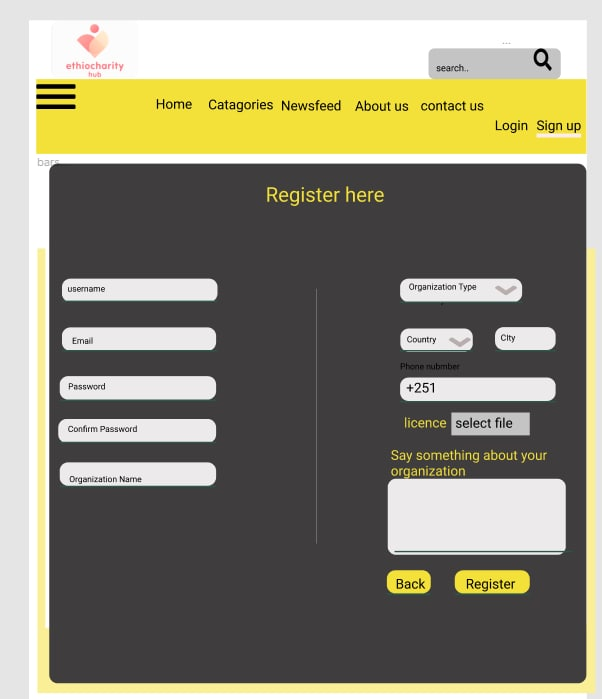 ethiocharity
hub
...
search..
Home Catagories Newsfeed About us contact us
Login Sign up
bars
Register here
username
Organization Type
Email
Country
CIty
Phone nubmber
Password
+251
Confirm Password
licence select file
Say something about your
organization
Organization Name
Back Register